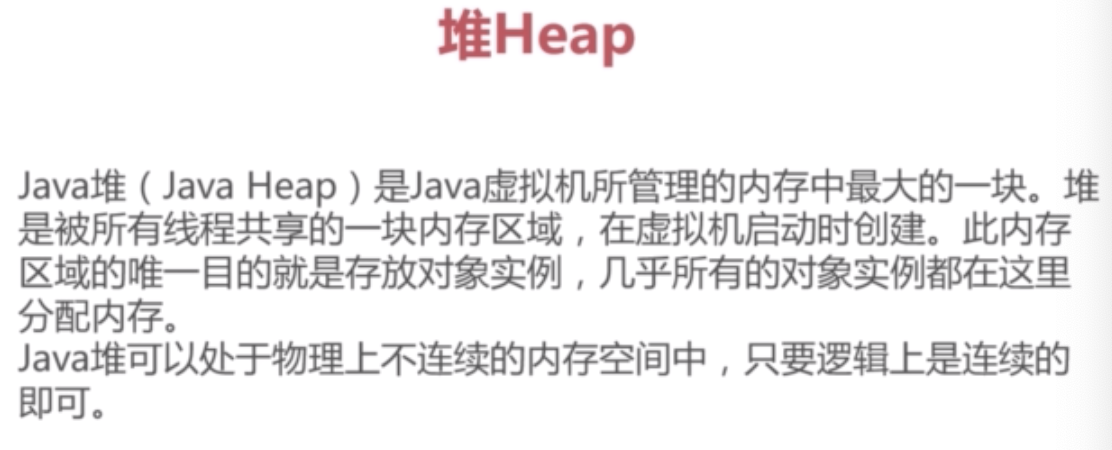 堆Heap
Java堆（Java Heap）是Java虚拟机所管理的内存中最大的一块。堆
是被所有线程共享的一块内存区域，在虚拟机启动时创建。此内存
区域的唯一目的就是存放对象实例，几乎所有的对象实例都在这里
分配内存。
Java堆可以处于物理上不连续的内存空间中，只要逻辑上是连续的
即可。